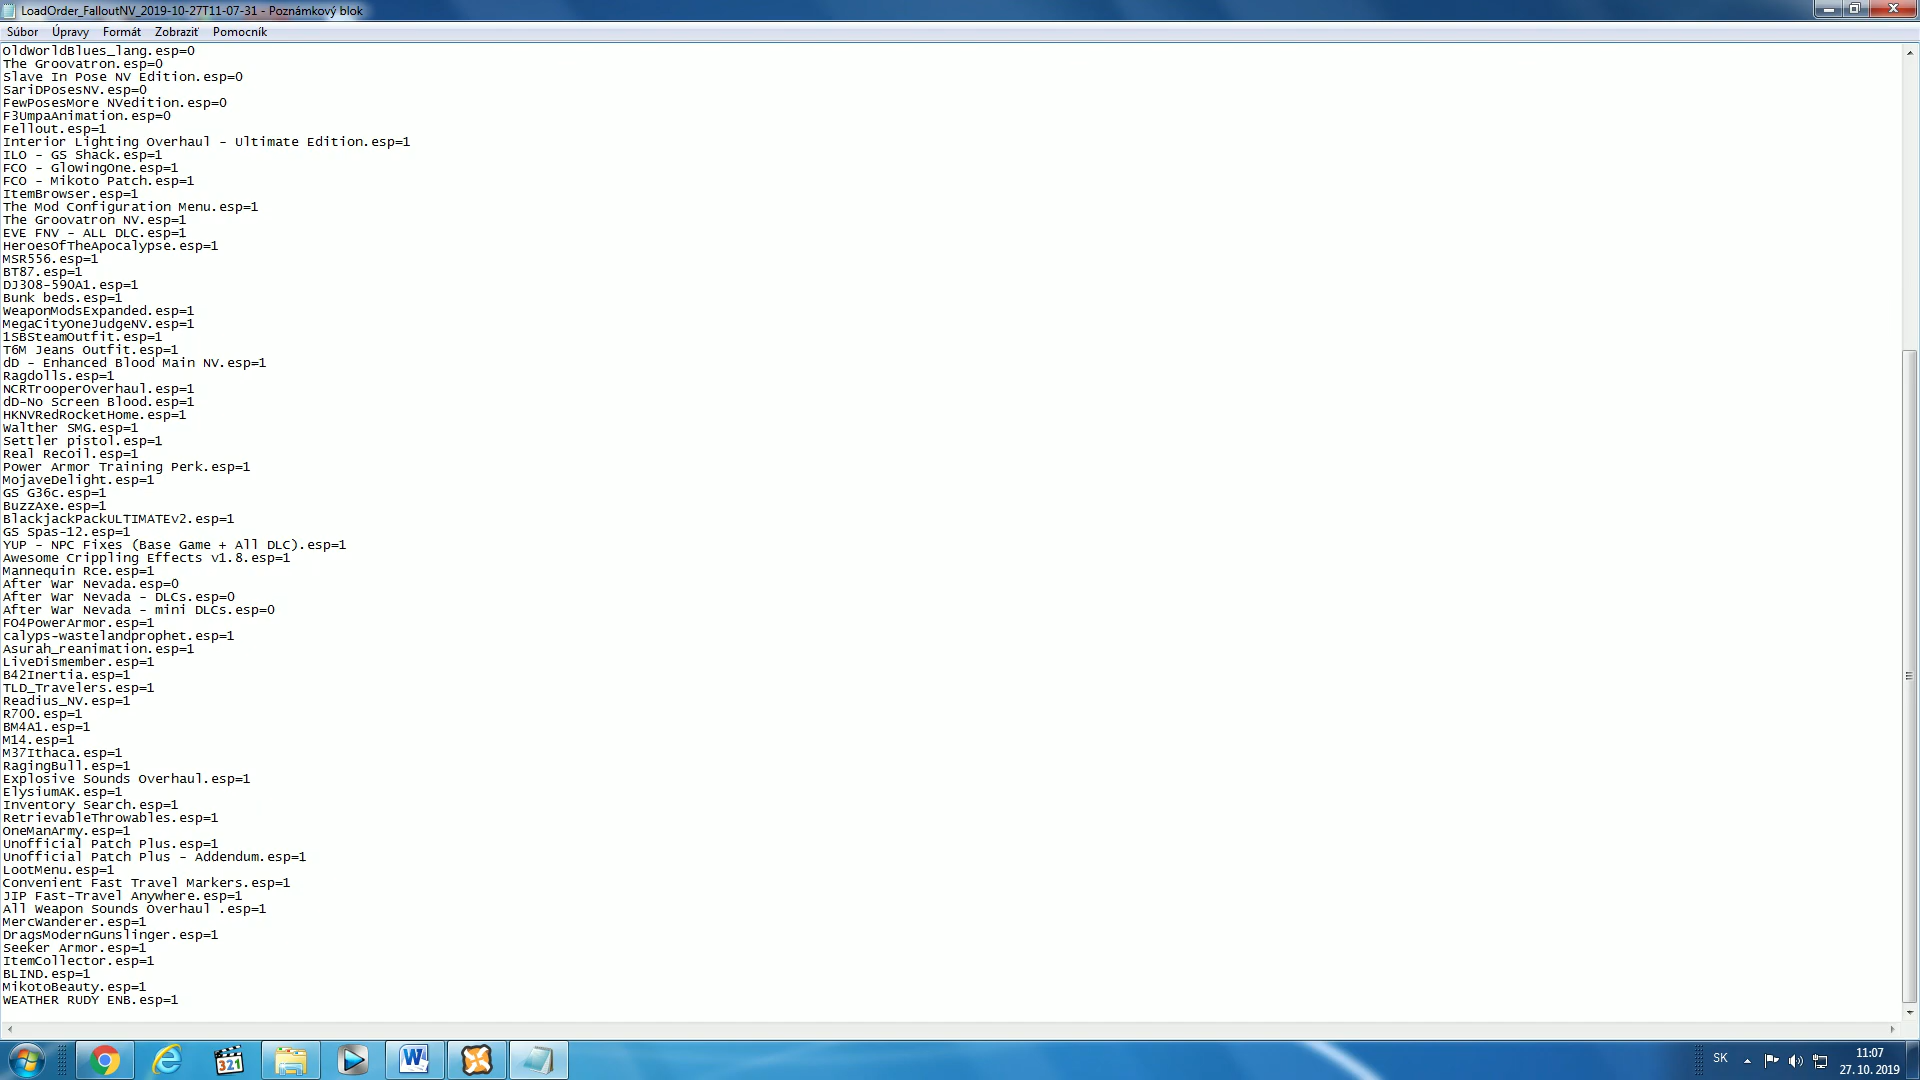 LoadOrder_FalloutNV_2019-10-27T11-07-31 - Poznámkový blok
Súbor Úpravy Formát Zobraziť Pomocník
OldWorldBlues_lang.esp=0
The Groovatron.esp=0
Slave In Pose NV Edition.esp=0
SariDPosesNV.esp=0
FewPosesMore NVedition.esp=0
F3UmpaAnimation.esp=0
Fellout.esp=1
Interior Lighting Overhaul - Ultimate Edition.esp=1
ILO - GS Shack.esp=1
FCO - GlowingOne.esp=1
FCO - Mikoto Patch.esp=1
ItemBrowser.esp=1
The Mod Configuration Menu.esp=1
The Groovatron NV.esp=1
EVE FNV - ALL DLC.esp=1
HeroesOfTheApocalypse.esp=1
MSR556.esp=1
BT87.esp=1
DJ308-590A1.esp=1
Bunk beds.esp=1
WeaponModsExpanded.esp=1
MegaCityOneJudgeNV.esp=1
1SBSteamOutfit.esp=1
T6M Jeans Outfit.esp=1
dD - Enhanced Blood Main NV.esp=1
Ragdolls.esp=1
NCRTrooperOverhaul.esp=1
dD-No Screen Blood.esp=1
HKNVRedRocketHome.esp=1
Walther SMG.esp=1
Settler pistol.esp=1
Real Recoil.esp=1
Power Armor Training Perk.esp=1
MojaveDelight.esp=1
GS G36c.esp=1
BuzzAxe.esp=1
BlackjackPackULTIMATEv2.esp=1
GS Spas-12.esp=1
YUP - NPC Fixes (Base Game + All DLC).esp=1
Awesome Crippling Effects v1.8.esp=1
Mannequin Rce.esp=1
After War Nevada.esp=0
After War Nevada - DLCs.esp=0
After War Nevada - mini DLCs.esp=0
FO4PowerArmor.esp=1
calyps-wastelandprophet.esp=1
Asurah_reanimation.esp=1
LiveDismember.esp=1
B42Inertia.esp=1
TLD_Travelers.esp=1
Readius_NV.esp=1
R700.esp=1
BM4A1.esp=1
M14.esp=1
M37Ithaca.esp=1
RagingBull.esp=1
Explosive Sounds Overhaul.esp=1
ElysiumAK.esp=1
Inventory Search.esp=1
RetrievableThrowables.esp=1
OneManArmy.esp=1
Unofficial Patch Plus.esp=1
Unofficial Patch Plus - Addendum.esp=1
LootMenu.esp=1
Convenient Fast Travel Markers.esp=1
JIP Fast-Travel Anywhere.esp=1
All Weapon Sounds Overhaul .esp=1
MercWanderer.esp=1
DragsModernGunslinger.esp=1
Seeker Armor.esp=1
ItemCollector.esp=1
BLIND.esp=1
MikotoBeauty.esp=1
WEATHER RUDY ENB.esp=1
321
W
SK
11:07
27. 10. 2019